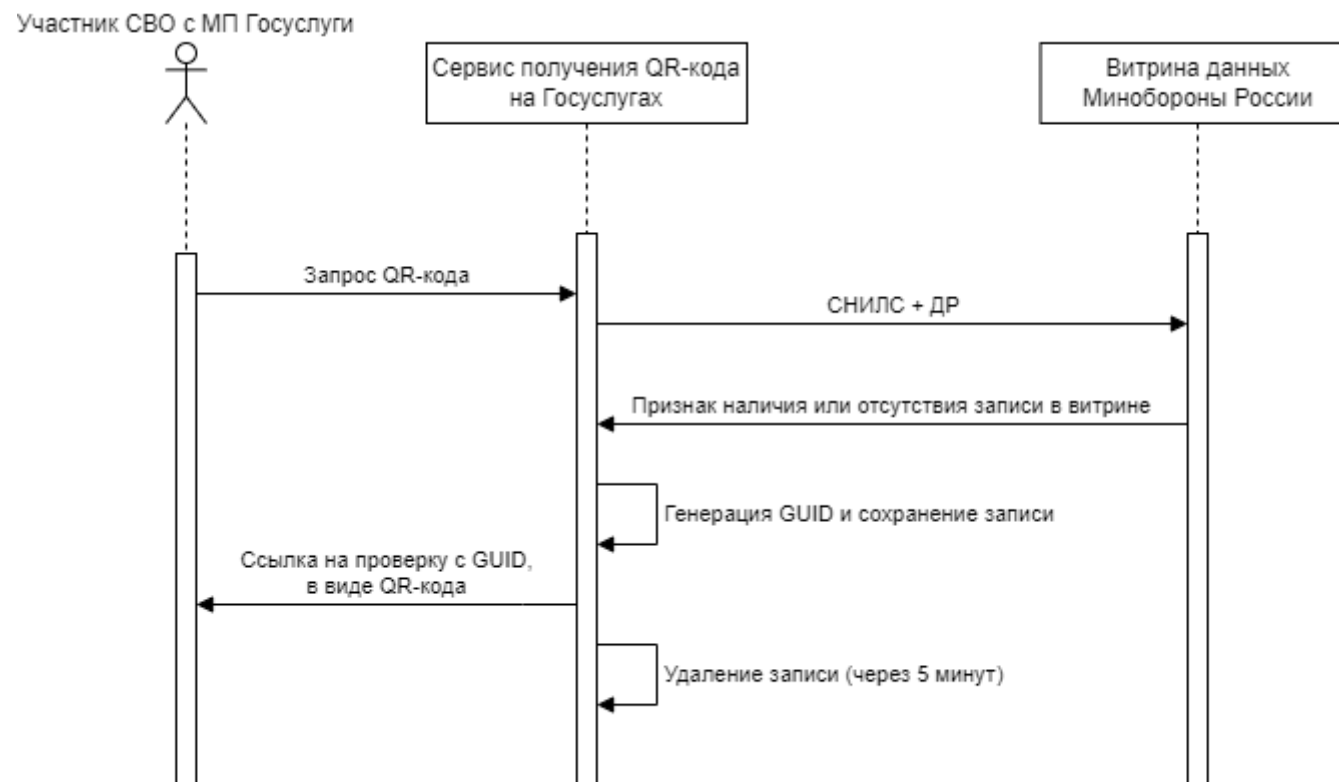 Участник СВО с МП Госуслуги
Сервис получения QR-кода
на Госуслугах
Витрина данных
Минобороны России
Запрос QR-кода
СНИЛС + ДР
Признак наличия или отсутствия записи в витрине
Генерация GUID и сохранение записи
Ссылка на проверку с GUID,
в виде QR-кода
Удаление записи (через 5 минут)